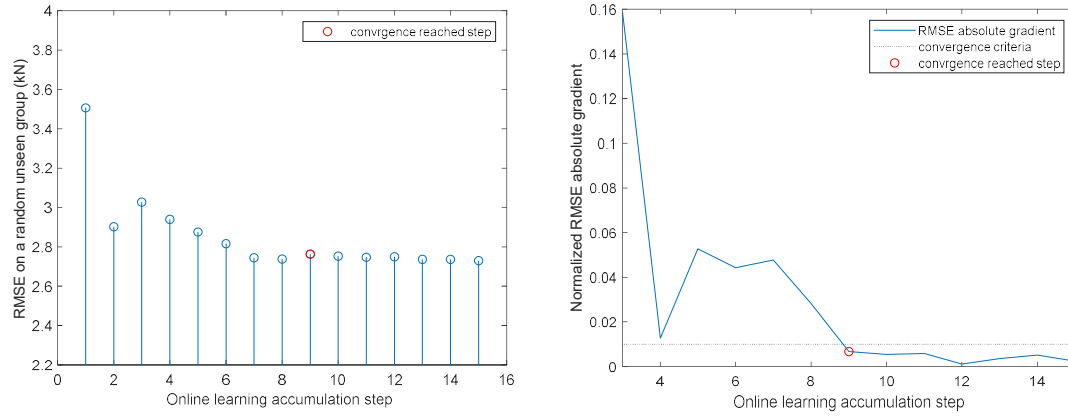 4
3.8
3.6
3.4
3.2
3
2.8
2.6
2.4
2.2
0 2 4 6 8 10 12 14 16
RMSE on a random unseen group (kN)
Online learning accumulation step
convrgence reached step
0.16
0.14
0.12
0.1
0.08
0.06
0.04
0.02
0
4 6 8 10 12 14
Normalized RMSE absolute gradient
Online learning accumulation step
RMSE absolute gradient
convergence criteria
convrgence reached step